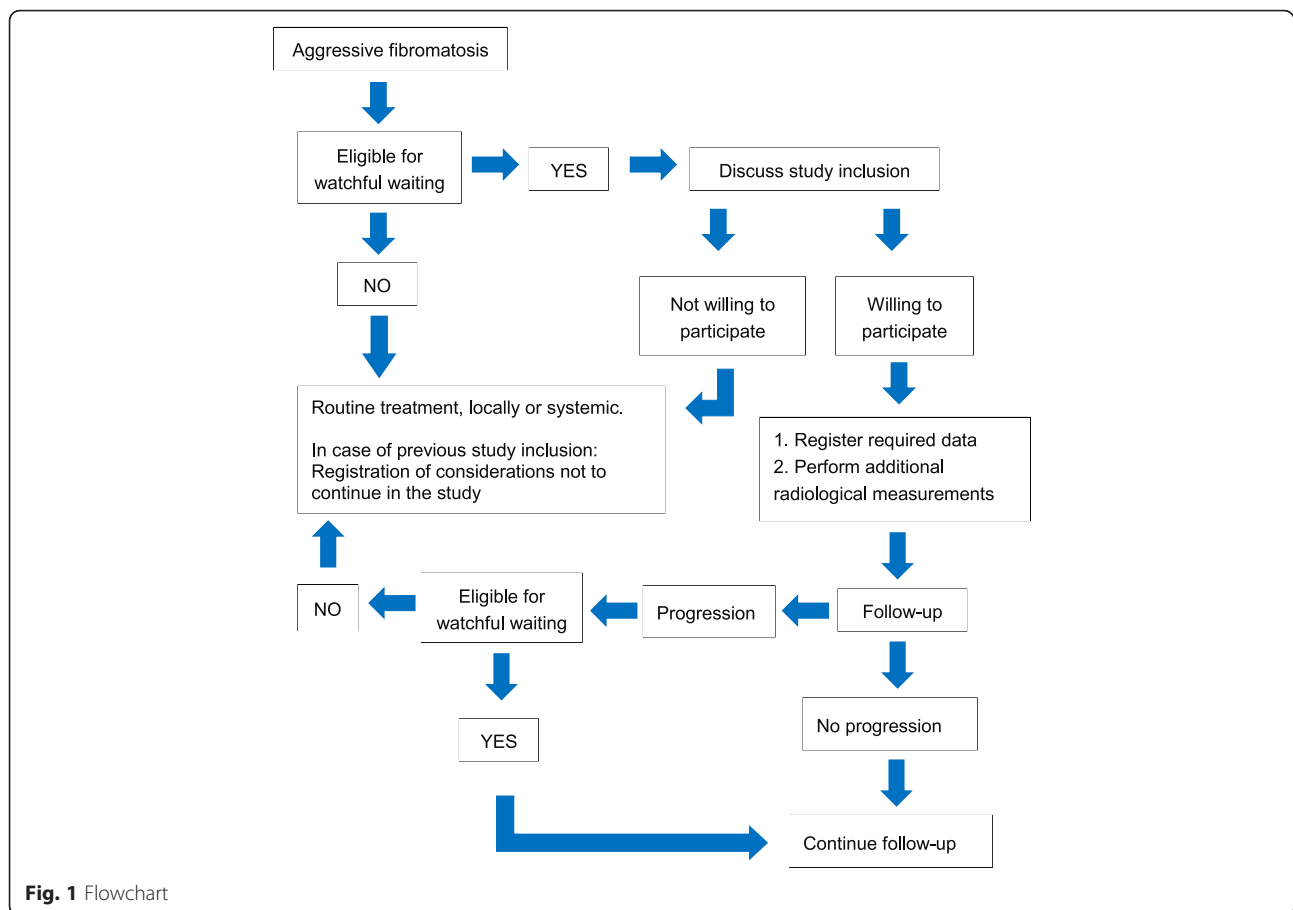 Aggressive fibromatosis
Eligible for
watchful waiting
YES
Discuss study inclusion
NO
Not willing to
participate
Willing to
participate
Routine treatment, locally or systemic.
In case of previous study inclusion:
Registration of considerations not to
continue in the study
1. Register required data
2. Perform additional
radiological measurements
NO
Eligible for
watchful waiting
Progression
Follow-up
YES
No progression
Continue follow-up
Fig. 1 Flowchart